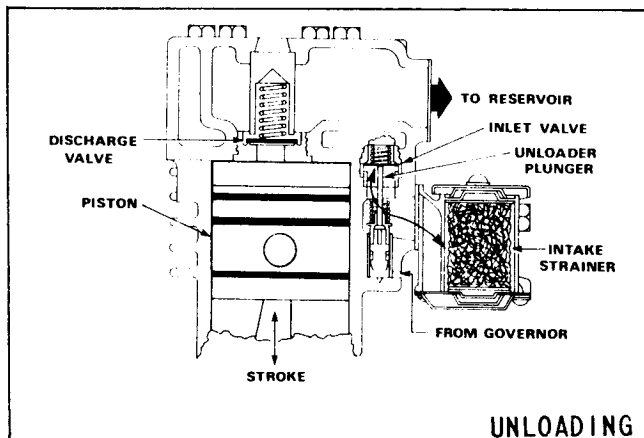 TO RESERVOIR
DISCHARGE
VALVE
INLET VALVE
UNLOADER
PLUNGER
PISTON
INTAKE
STRAINER
FROM GOVERNOR
STROKE
UNLOADING